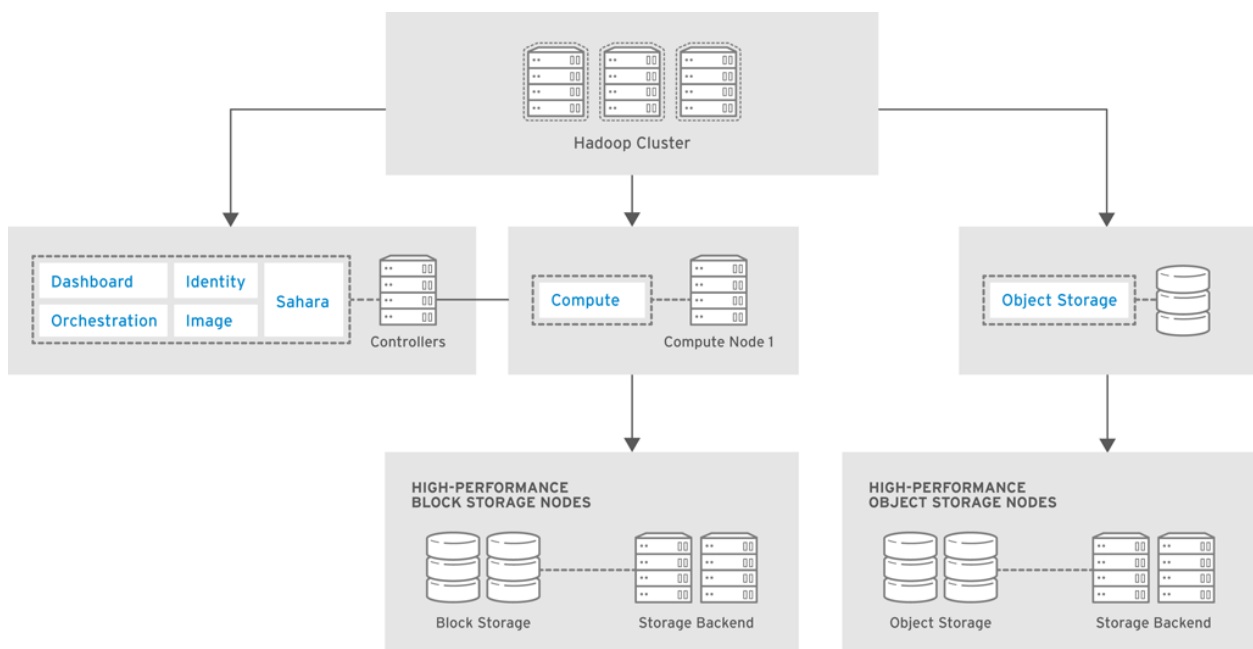 Hadoop Cluster
Dashboard
Identity
Sahara
Orchestration
Image
Controllers
Compute
Compute Node 1
Object Storage
HIGH-PERFORMANCE
BLOCK STORAGE NODES
Block Storage
Storage Backend
HIGH-PERFORMANCE
OBJECT STORAGE NODES
Object Storage
Storage Backend